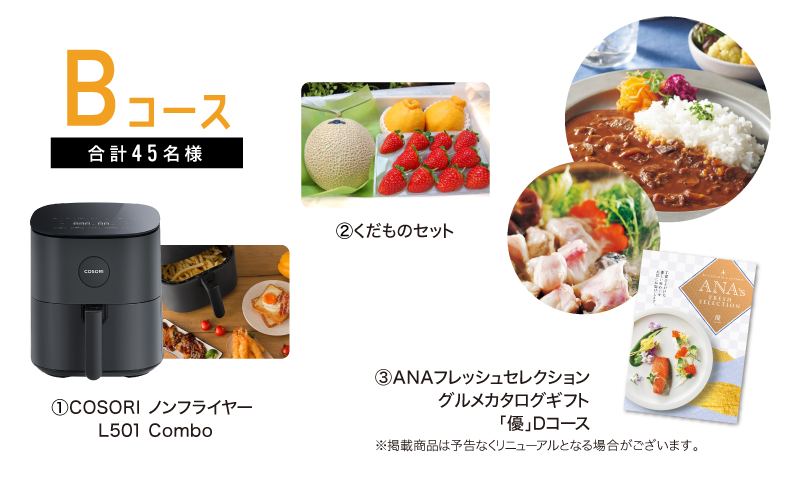 Bコース
合計45名様
COSORI
①COSORI ノンフライヤー
L501 Combo
②くだものセット
ANA's
FRESH
SELECTION
優
③ANAフレッシュセレクション
グルメカタログギフト
「優」Dコース
※掲載商品は予告なくリニューアルとなる場合がございます。